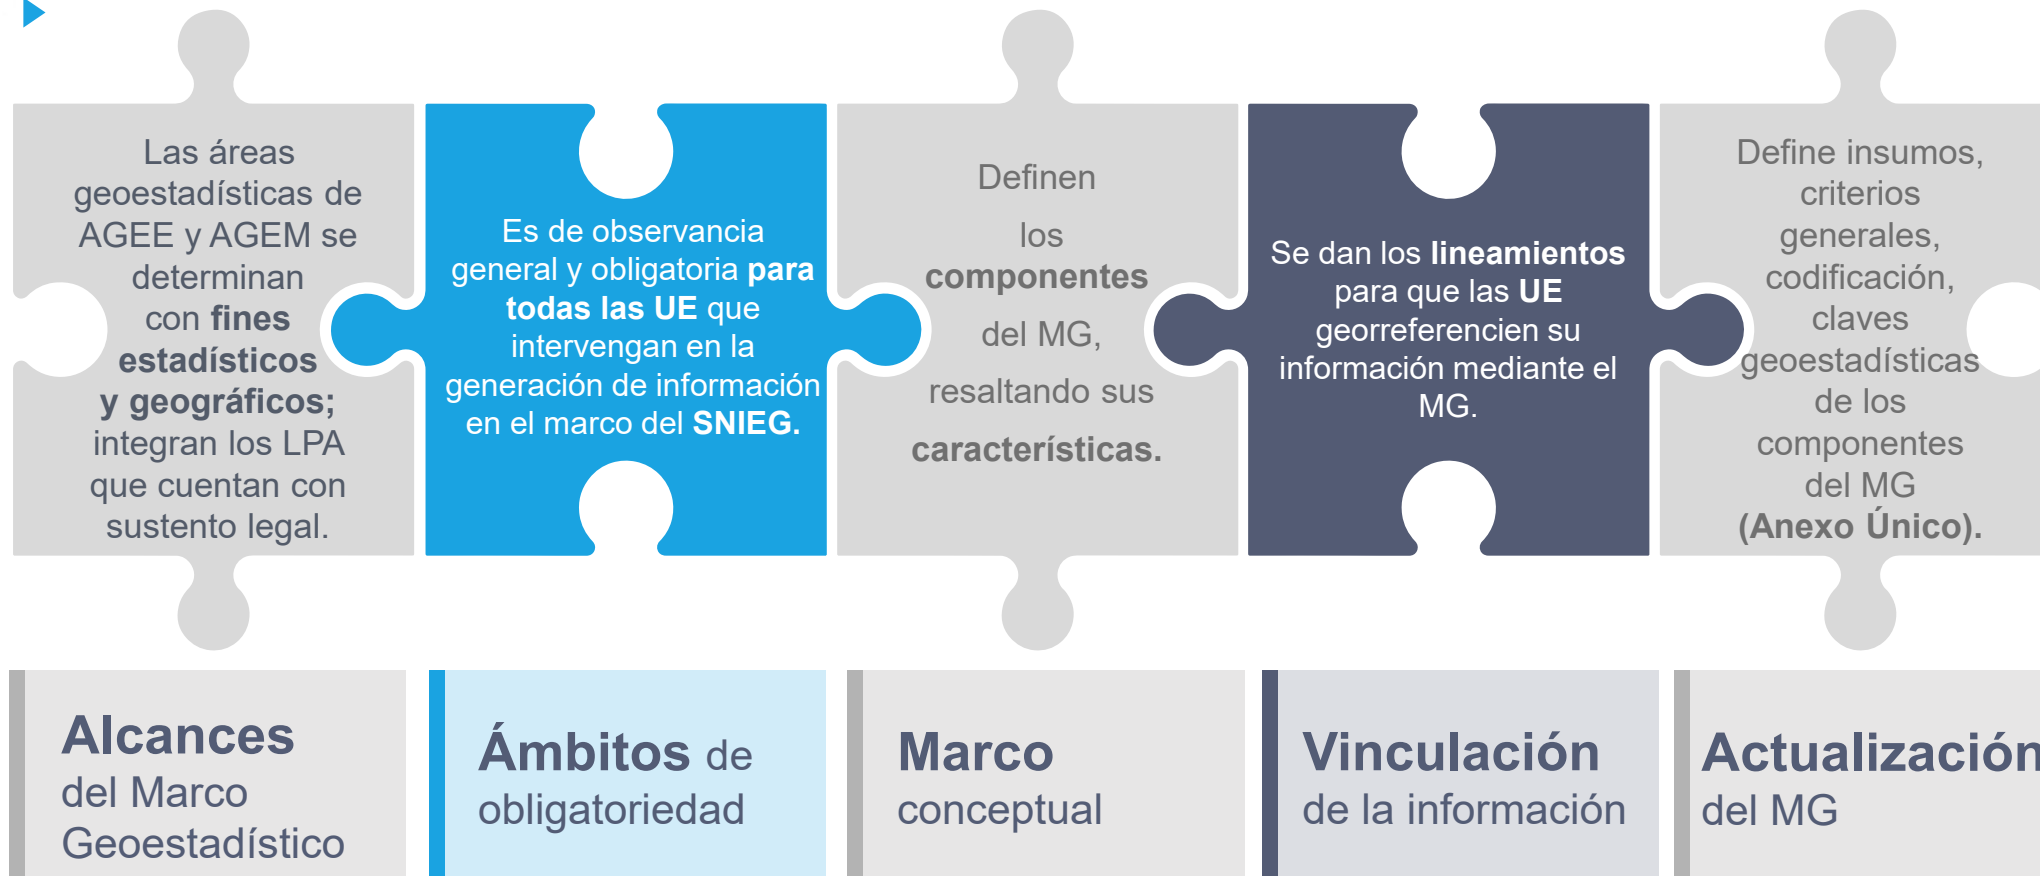 Las áreas
geoestadísticas de
AGEE y AGEM se
determinan
con fines
estadísticos
y geográficos;
integran los LPA
que cuentan con
sustento legal.
Es de observancia
general y obligatoria para
todas las UE que
intervengan en la
generación de información
en el marco del SNIEG.
Definen
los
componentes
del MG,
resaltando sus
características.
Se dan los lineamientos
para que las UE
georreferencien su
información mediante el
MG.
Define insumos,
criterios
generales,
codificación,
claves
geoestadísticas
de los
componentes
del MG
(Anexo Único).
Alcances
del Marco
Geoestadístico
Ámbitos de
obligatoriedad
Marco
conceptual
Vinculación
de la información
Actualización
del MG